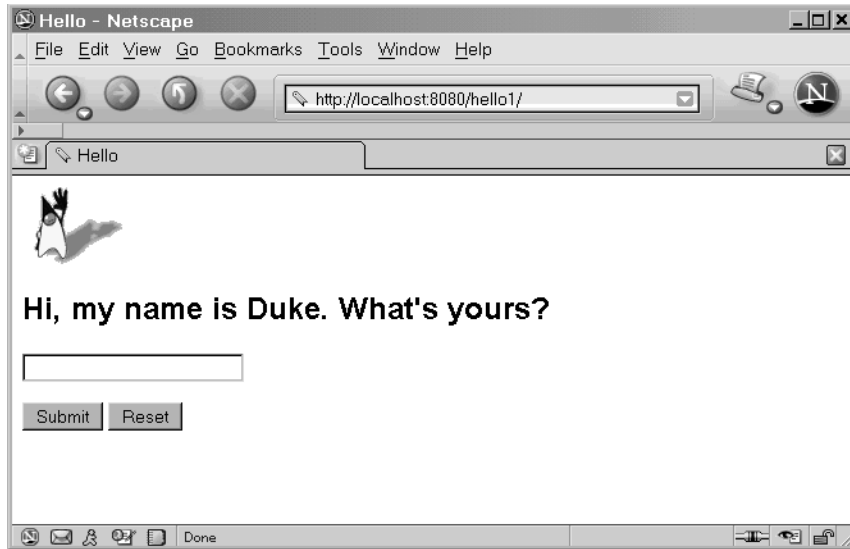 Hello - Netscape
File Edit View Go Bookmarks Tools Window Help
http://localhost:8080/hello1/
N
Hello
Hi, my name is Duke. What's yours?
Submit Reset
Done